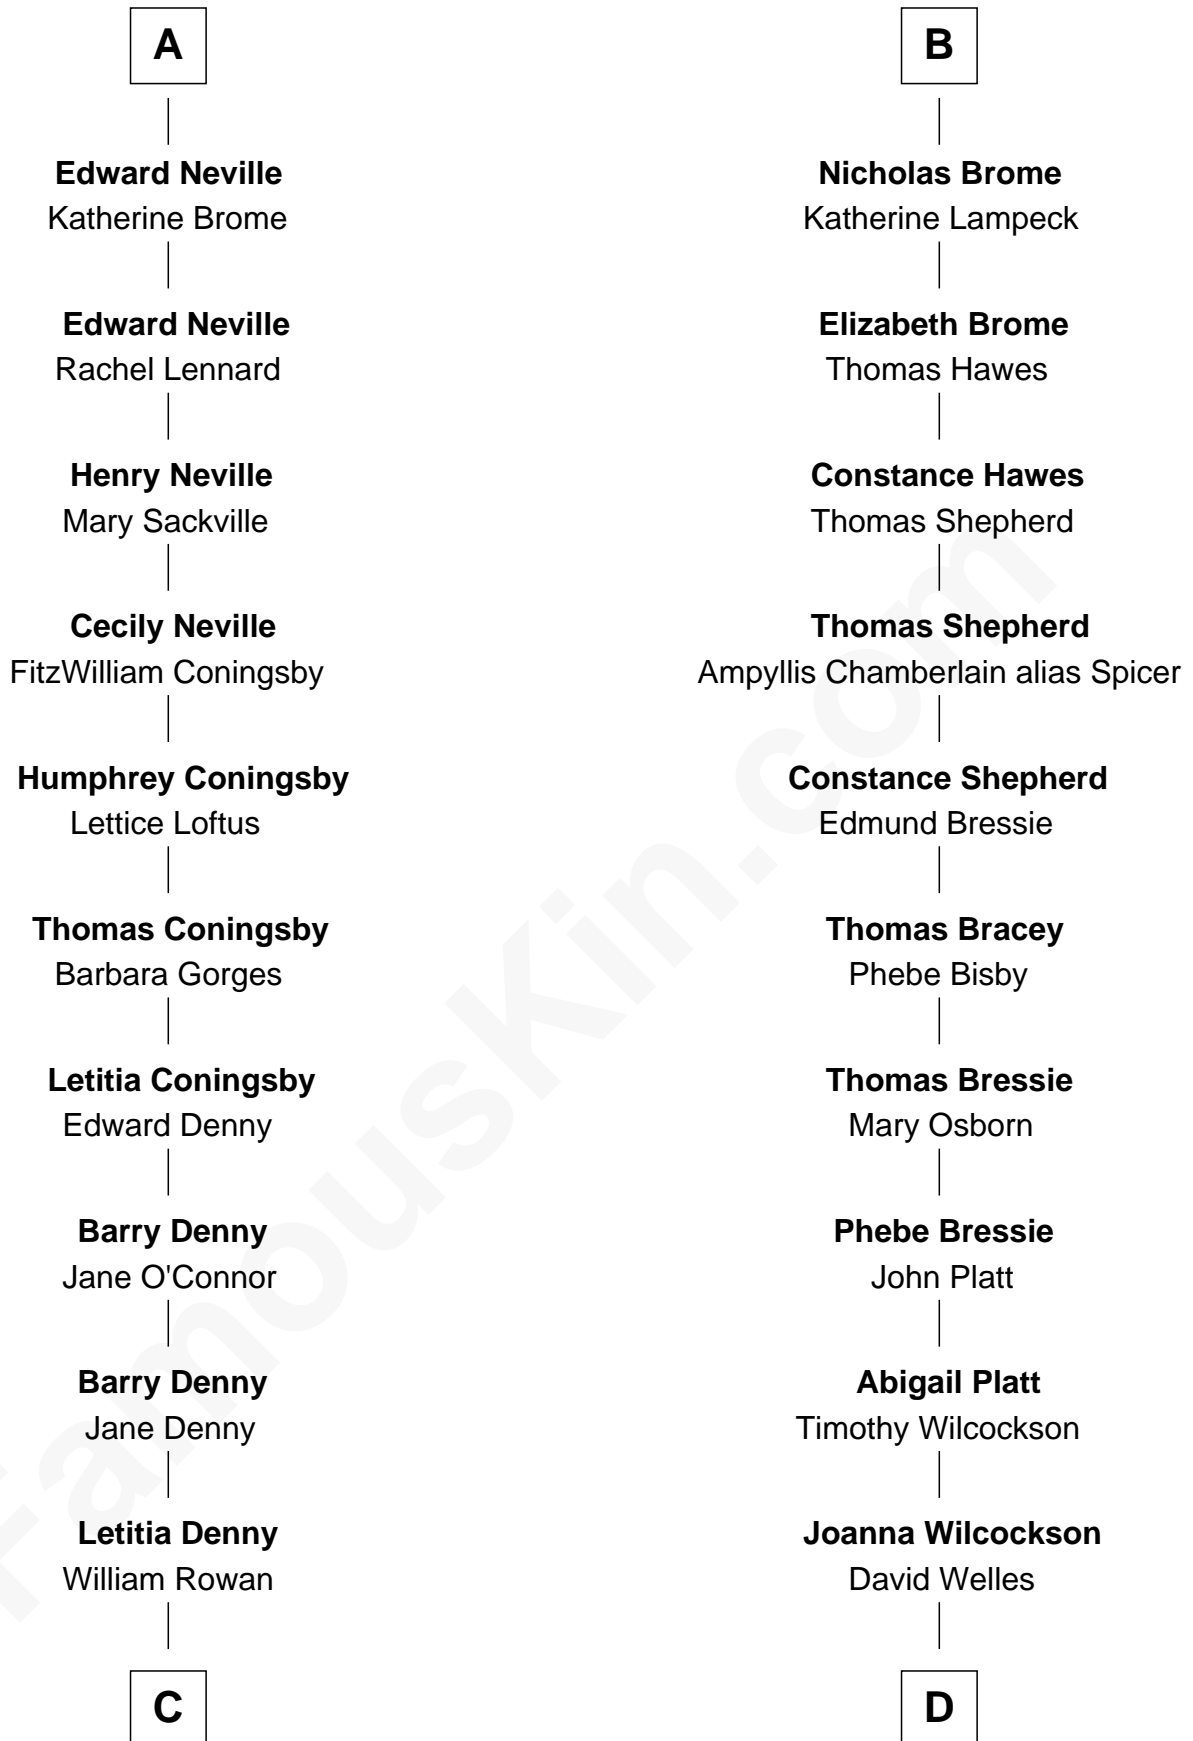 A
Edward Neville
Katherine Brome
Edward Neville
Rachel Lennard
Henry Neville
Mary Sackville
Cecily Neville
FitzWilliam Coningsby
Humphrey Coningsby
Lettice Loftus
Thomas Coningsby
Barbara Gorges
Letitia Coningsby
Edward Denny
Barry Denny
Jane O'Connor
Barry Denny
Jane Denny
Letitia Denny
William Rowan
C
B
Nicholas Brome
Katherine Lampeck
Elizabeth Brome
Thomas Hawes
Constance Hawes
Thomas Shepherd
Thomas Shepherd
Ampyllis Chamberlain alias Spicer
Constance Shepherd
Edmund Bressie
Thomas Bracey
Phebe Bisby
Thomas Bressie
Mary Osborn
Phebe Bressie
John Platt
Abigail Platt
Timothy Wilcockson
Joanna Wilcockson
David Welles
D
FamousKin.com